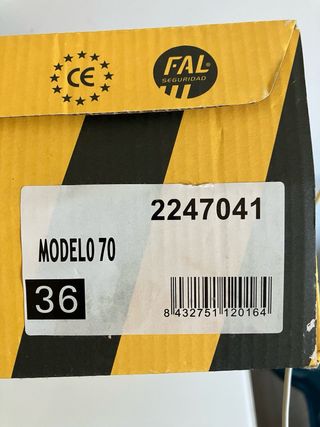 CE
FAL
SEGURIDAD
2247041
MODELO 70
36
8 432751 120164